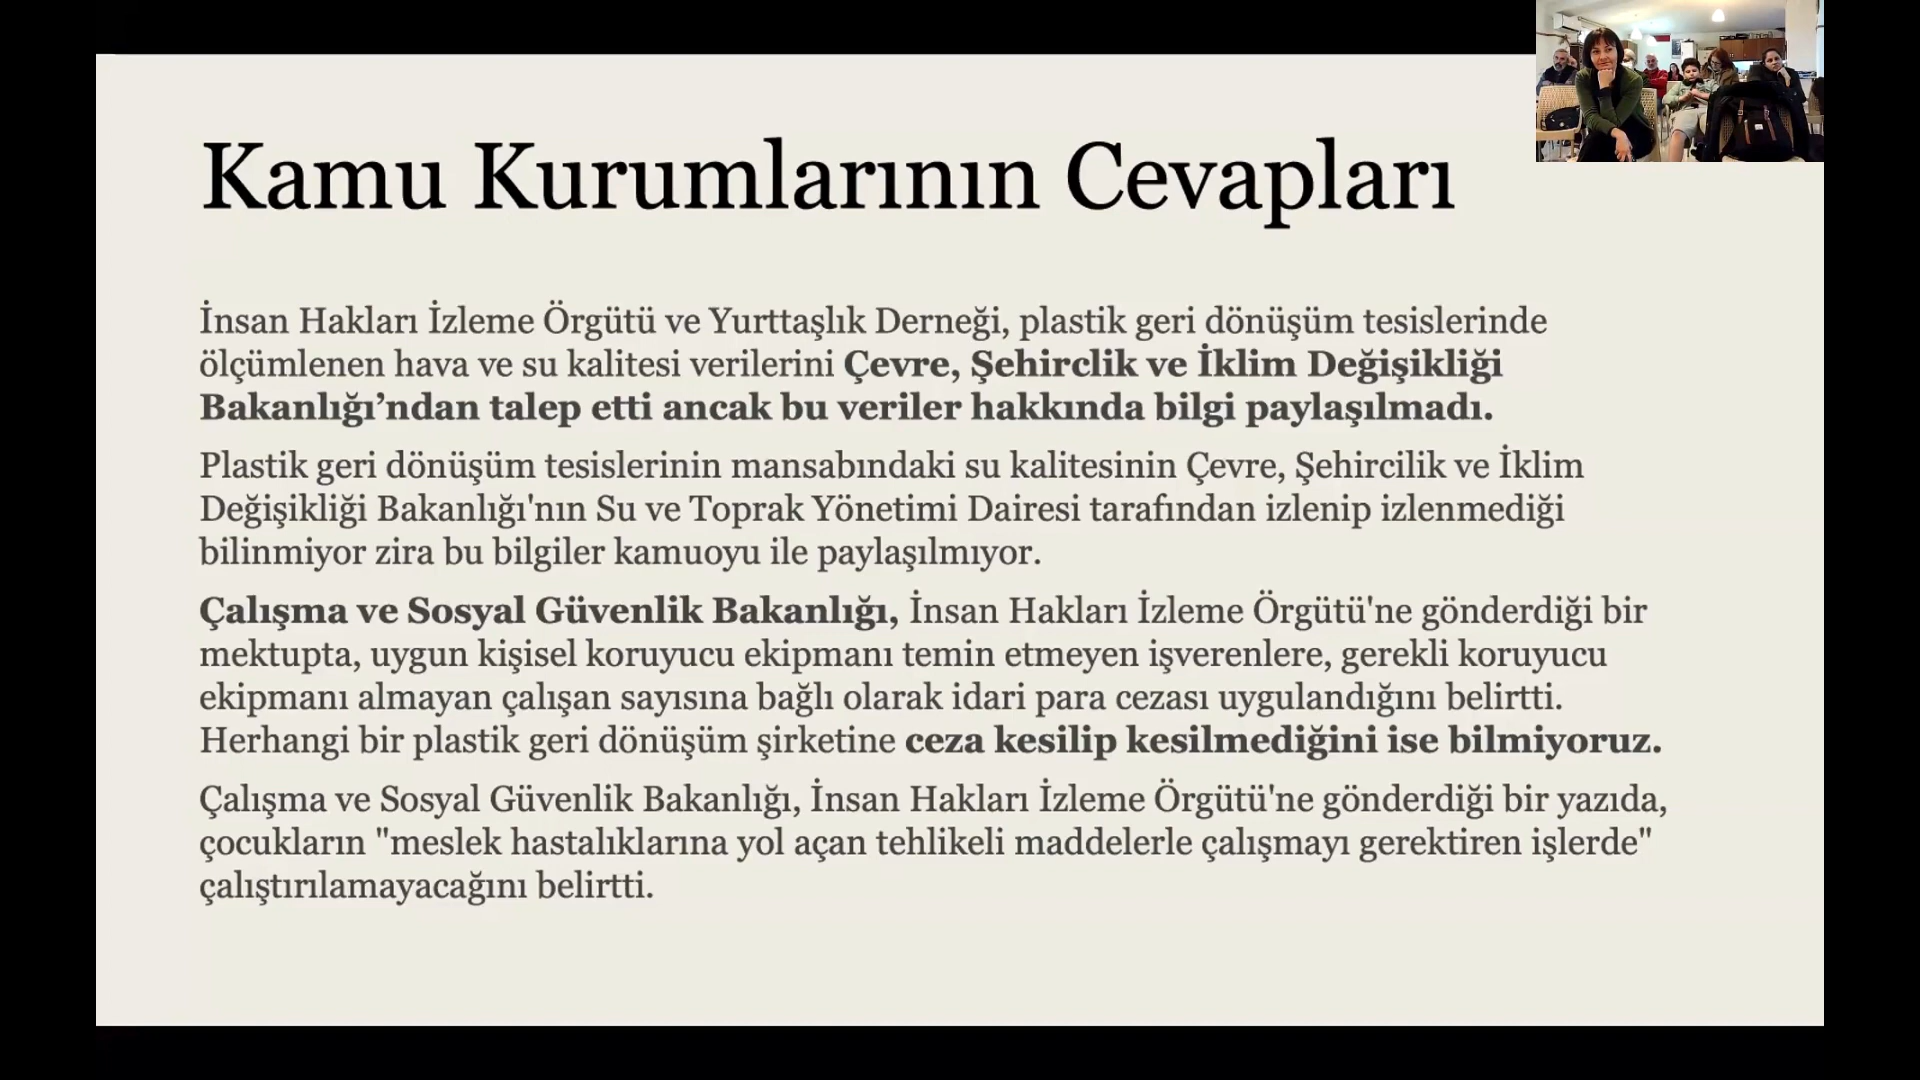 Kamu Kurumlarının Cevapları
İnsan Hakları İzleme Örgütü ve Yurttaşlık Derneği, plastik geri dönüşüm tesislerinde
ölçümlenen hava ve su kalitesi verilerini Çevre, Şehirclik ve İklim Değişikliği
Bakanlığı’ndan talep etti ancak bu veriler hakkında bilgi paylaşılmadı.
Plastik geri dönüşüm tesislerinin mansabındaki su kalitesinin Çevre, Şehircilik ve İklim
Değişikliği Bakanlığı'nın Su ve Toprak Yönetimi Dairesi tarafından izlenip izlenmediği
bilinmiyor zira bu bilgiler kamuoyu ile paylaşılmıyor.
Çalışma ve Sosyal Güvenlik Bakanlığı, İnsan Hakları İzleme Örgütü'ne gönderdiği bir
mektupta, uygun kişisel koruyucu ekipmanı temin etmeyen işverenlere, gerekli koruyucu
ekipmanı almayan çalışan sayısına bağlı olarak idari para cezası uygulandığını belirtti.
Herhangi bir plastik geri dönüşüm şirketine ceza kesilip kesilmediğini ise bilmiyoruz.
Çalışma ve Sosyal Güvenlik Bakanlığı, İnsan Hakları İzleme Örgütü'ne gönderdiği bir yazıda,
çocukların "meslek hastalıklarına yol açan tehlikeli maddelerle çalışmayı gerektiren işlerde"
çalıştırılamayacağını belirtti.